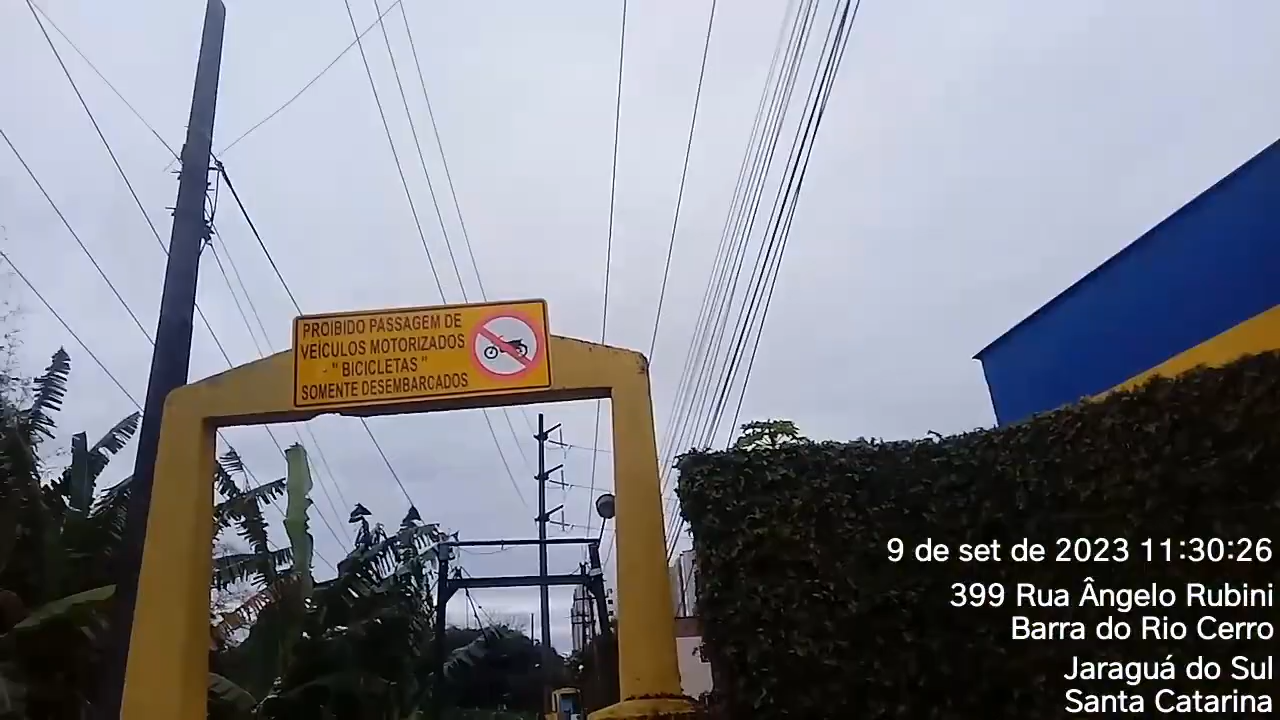 PROIBIDO PASSAGEM DE
VEÍCULOS MOTORIZADOS
- "BICICLETAS"
SOMENTE DESEMBARCADOS
9 de set de 2023 11:30:26
399 Rua Ângelo Rubini
Barra do Rio Cerro
Jaraguá do Sul
Santa Catarina